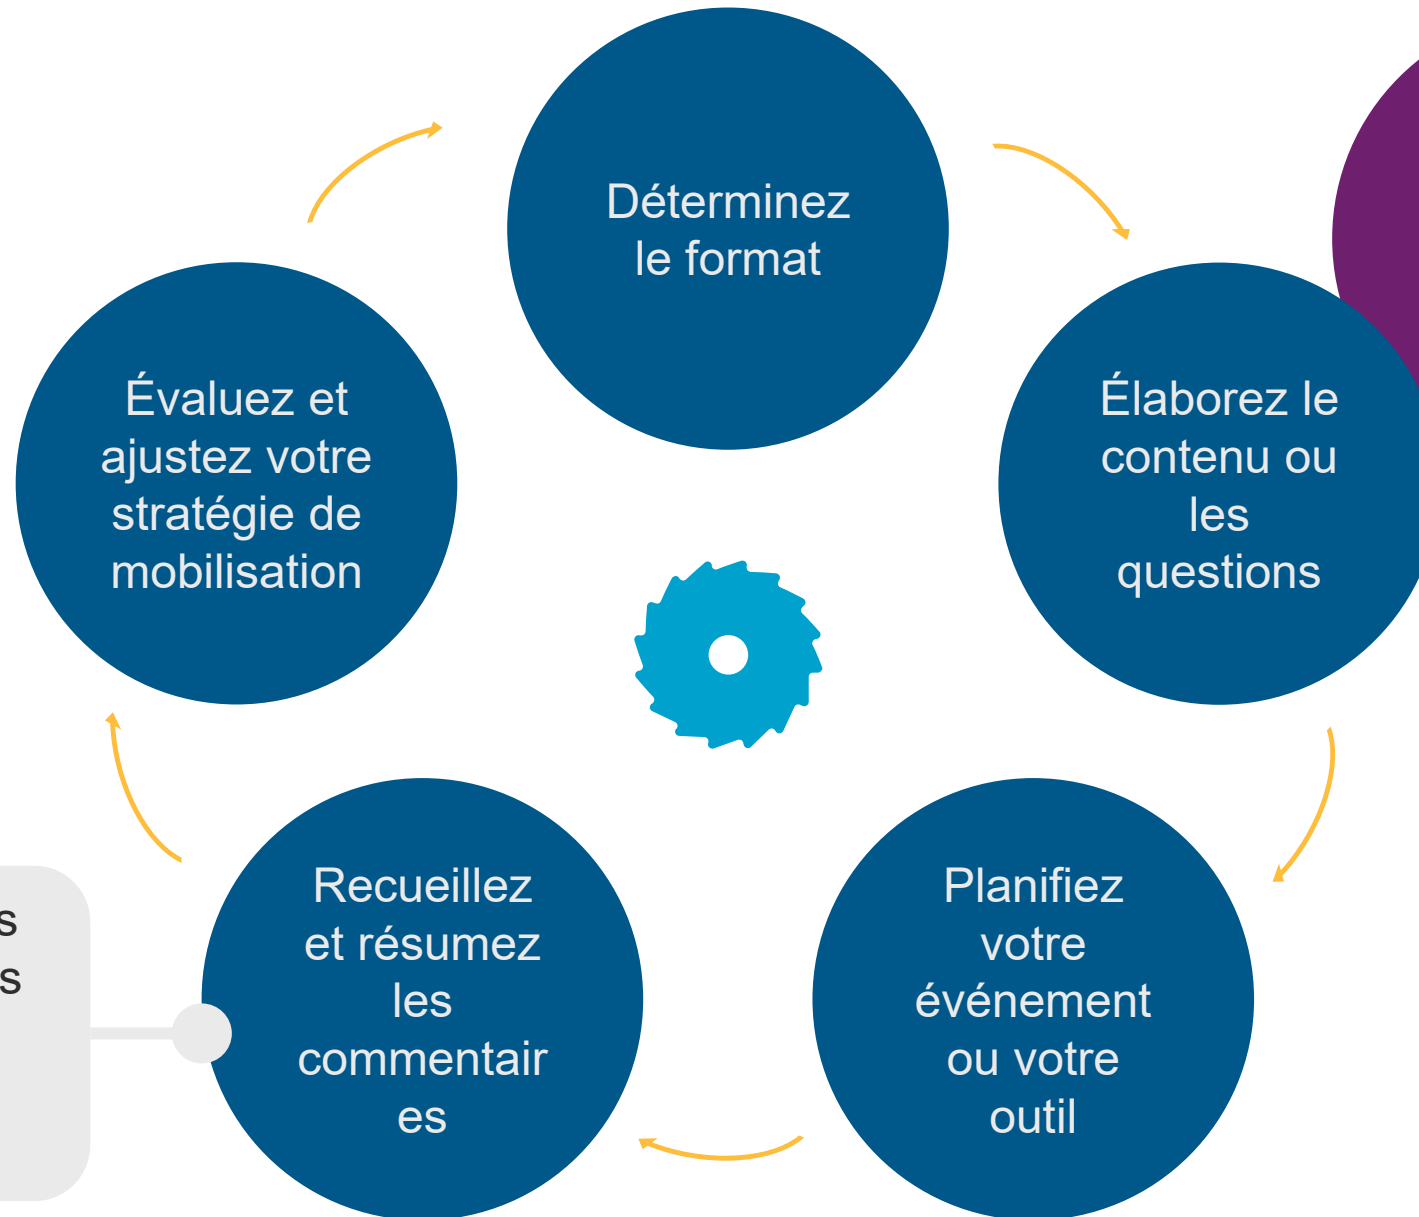 Déterminez
le format
Élaborez le
contenu ou
les
questions
Planifiez
votre
événement
ou votre
outil
Recueillez
et résumez
les
commentair
es
Évaluez et
ajustez votre
stratégie de
mobilisation